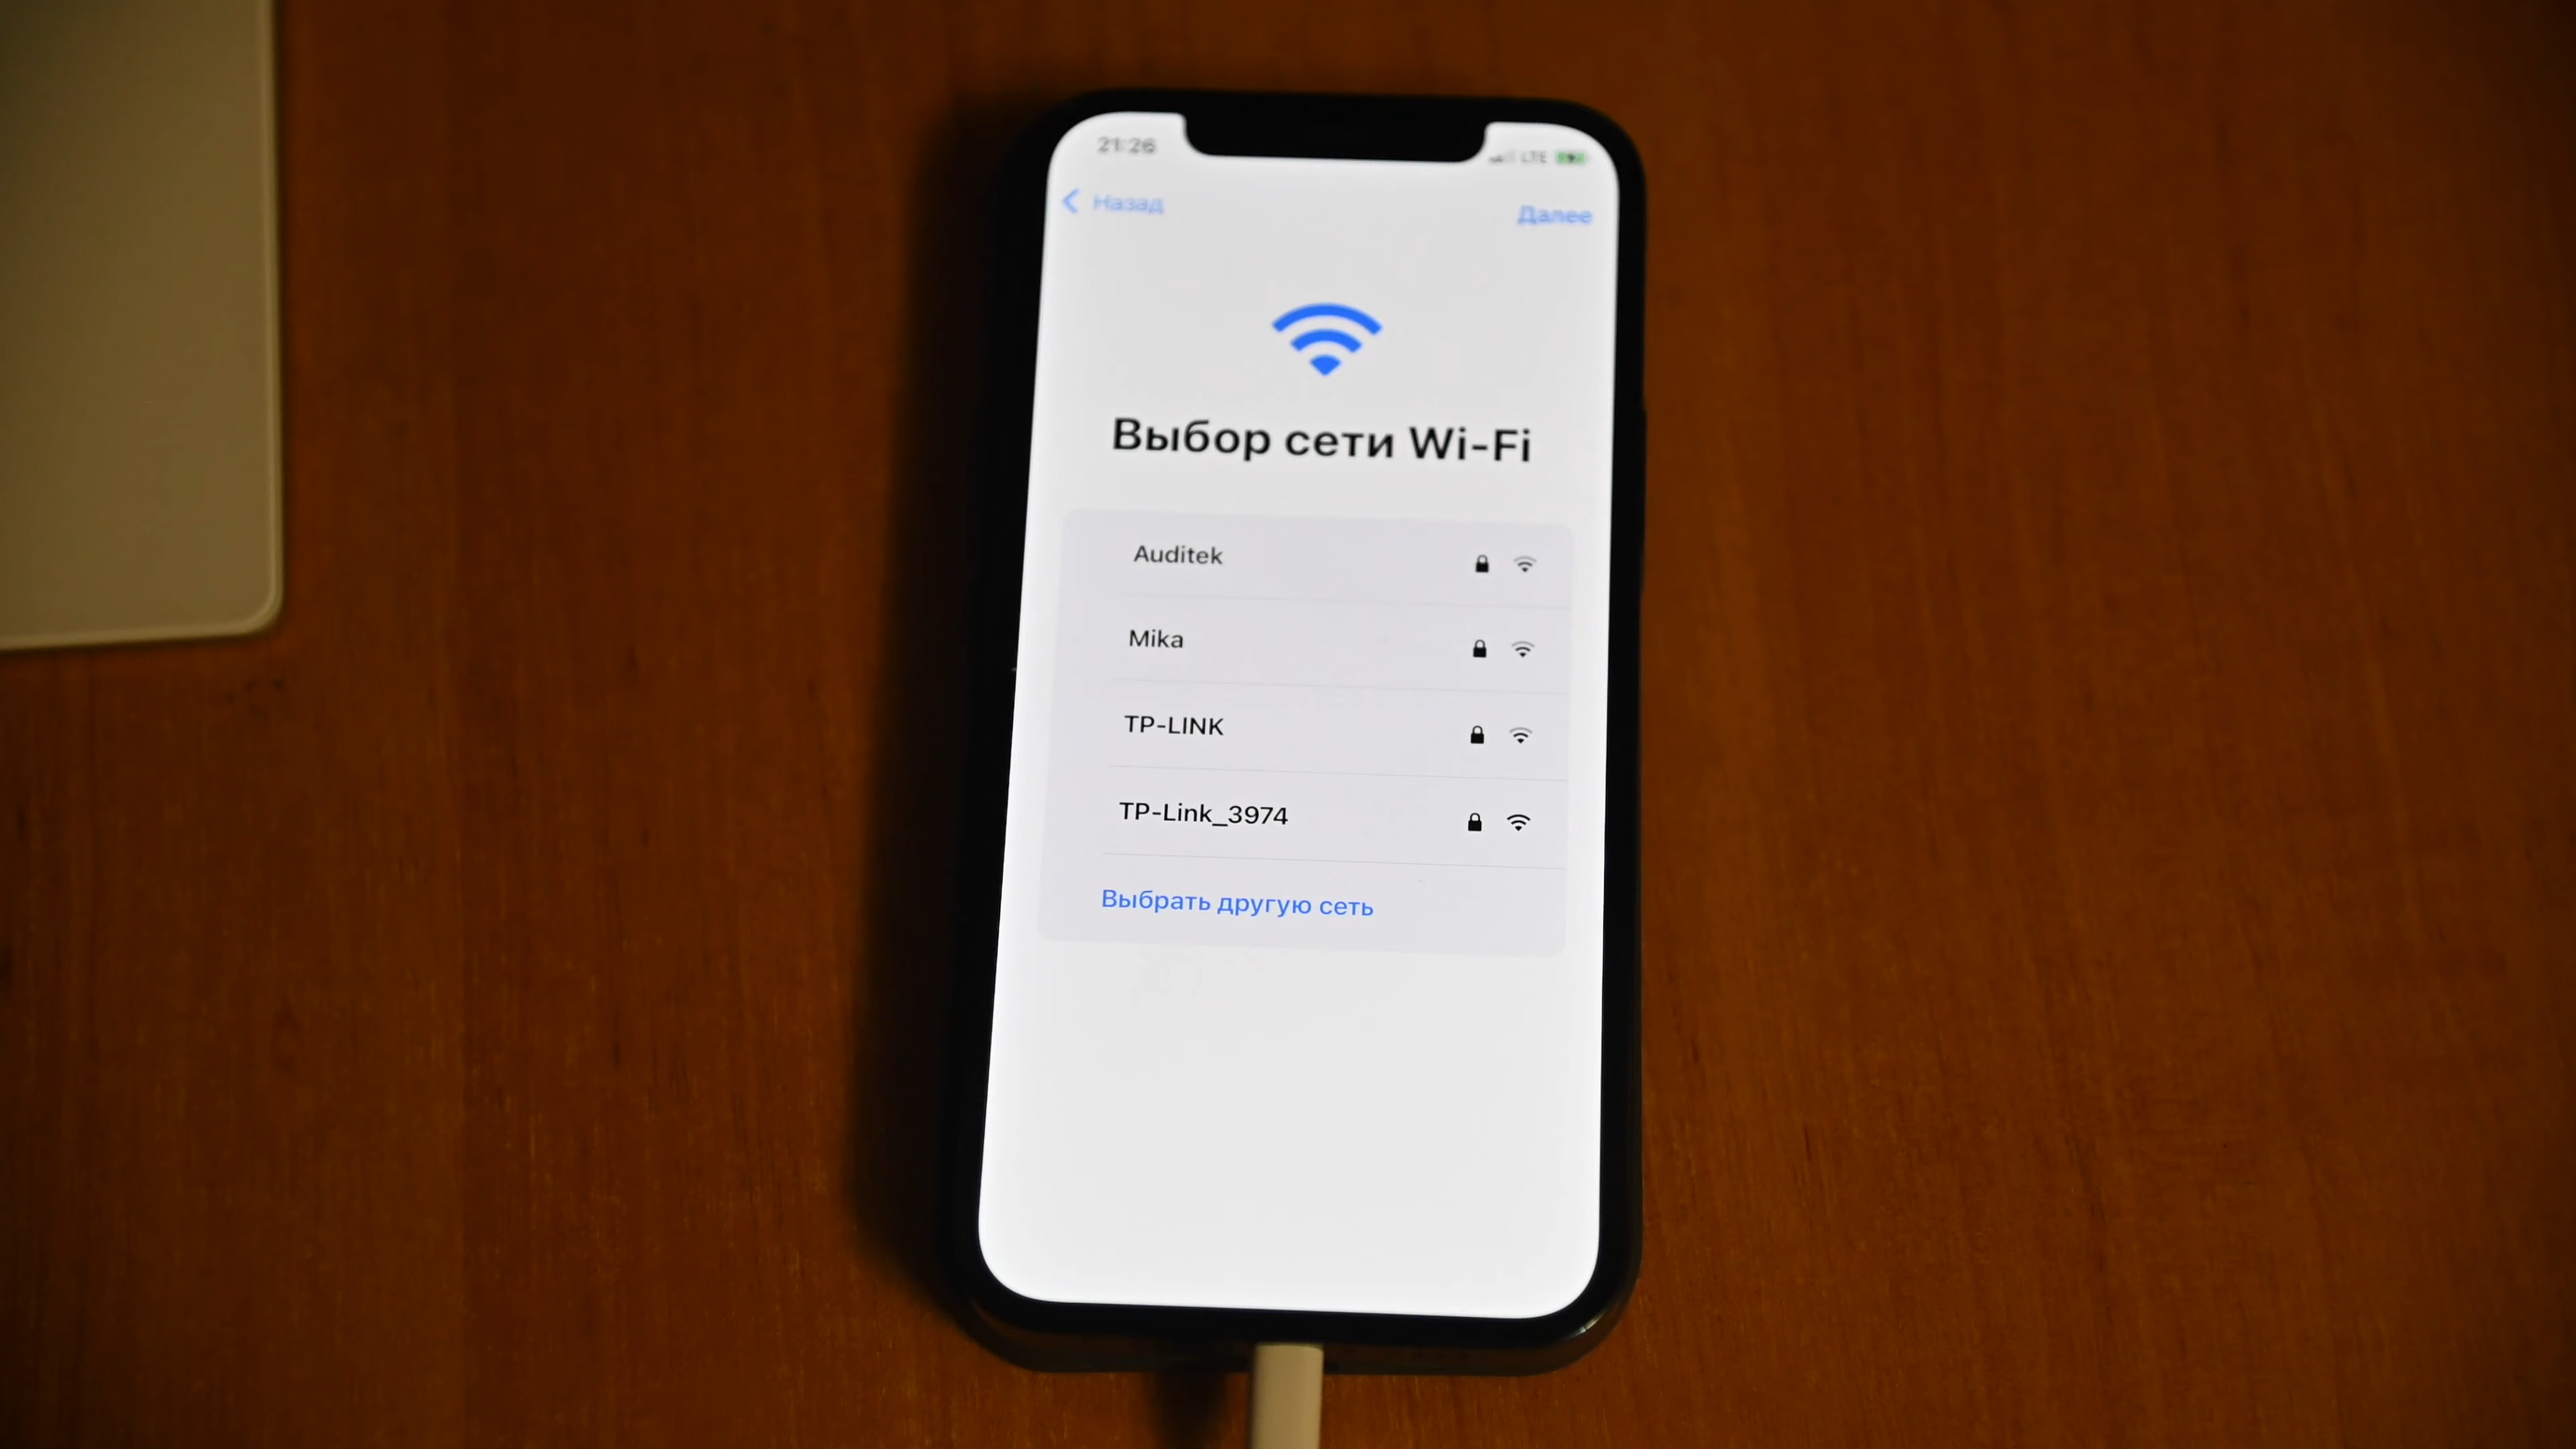 21:26
LTE
Назад
Далее
Выбор сети Wi-Fi
Auditek
Mika
TP-LINK
TP-Link_3974
Выбрать другую сеть